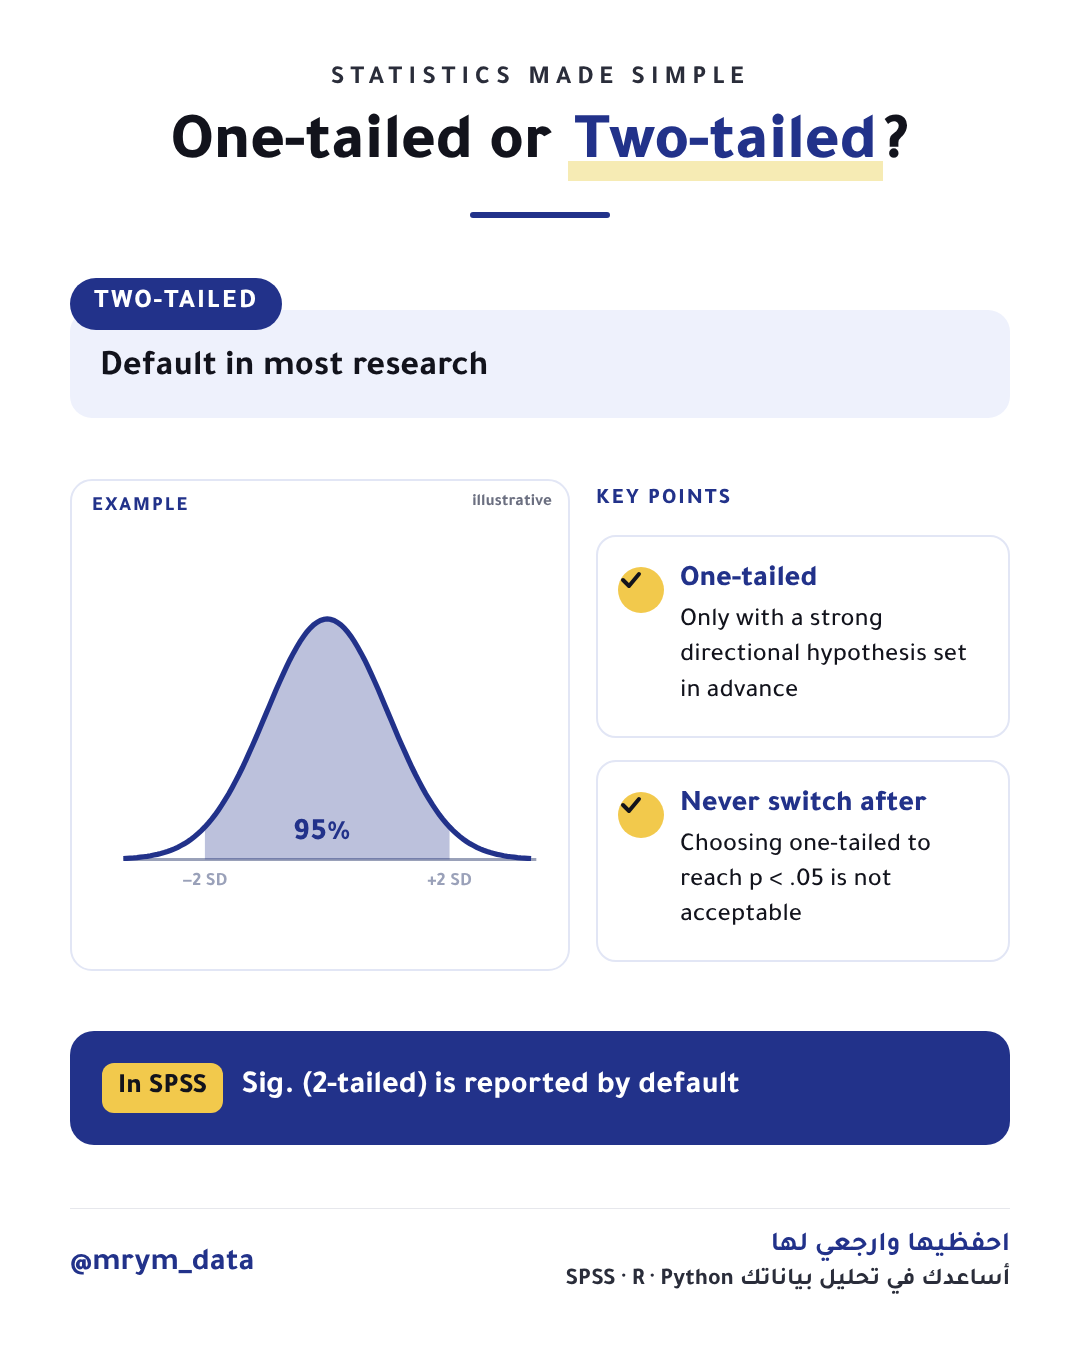 STATISTICS MADE SIMPLE
One-tailed or Two-tailed?
TWO-TAILED
Default in most research
EXAMPLE
illustrative
95%
−2 SD
+2 SD
KEY POINTS
One-tailed
Only with a strong
directional hypothesis set
in advance
Never switch after
Choosing one-tailed to
reach p < .05 is not
acceptable
In SPSS
Sig. (2-tailed) is reported by default
@mrym_data
احفظيها وارجعي لها
أساعدك في تحليل بياناتك SPSS · R · Python